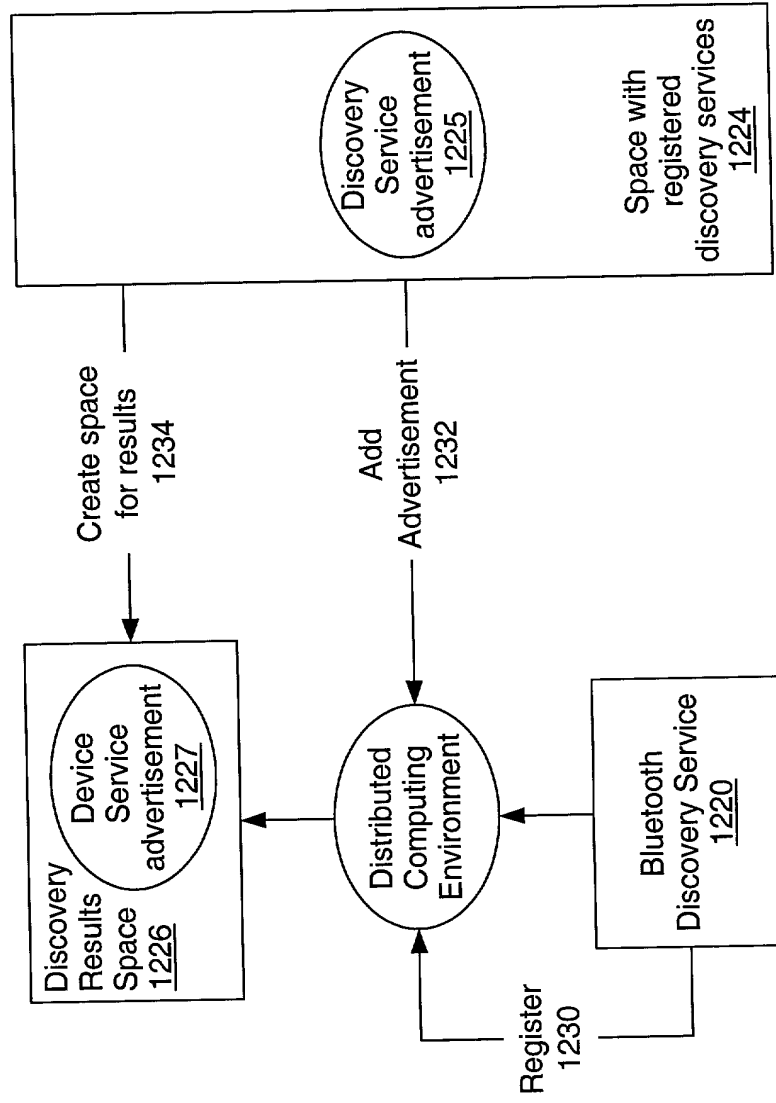 Discovery
Results
Space
1226
Device
Service
advertisement
1227
Create space
for results
1234
Discovery
Service
advertisement
1225
Space with
registered
discovery services
1224
Distributed
Computing
Environment
Add
Advertisement
1232
Register
1230
Bluetooth
Discovery Service
1220